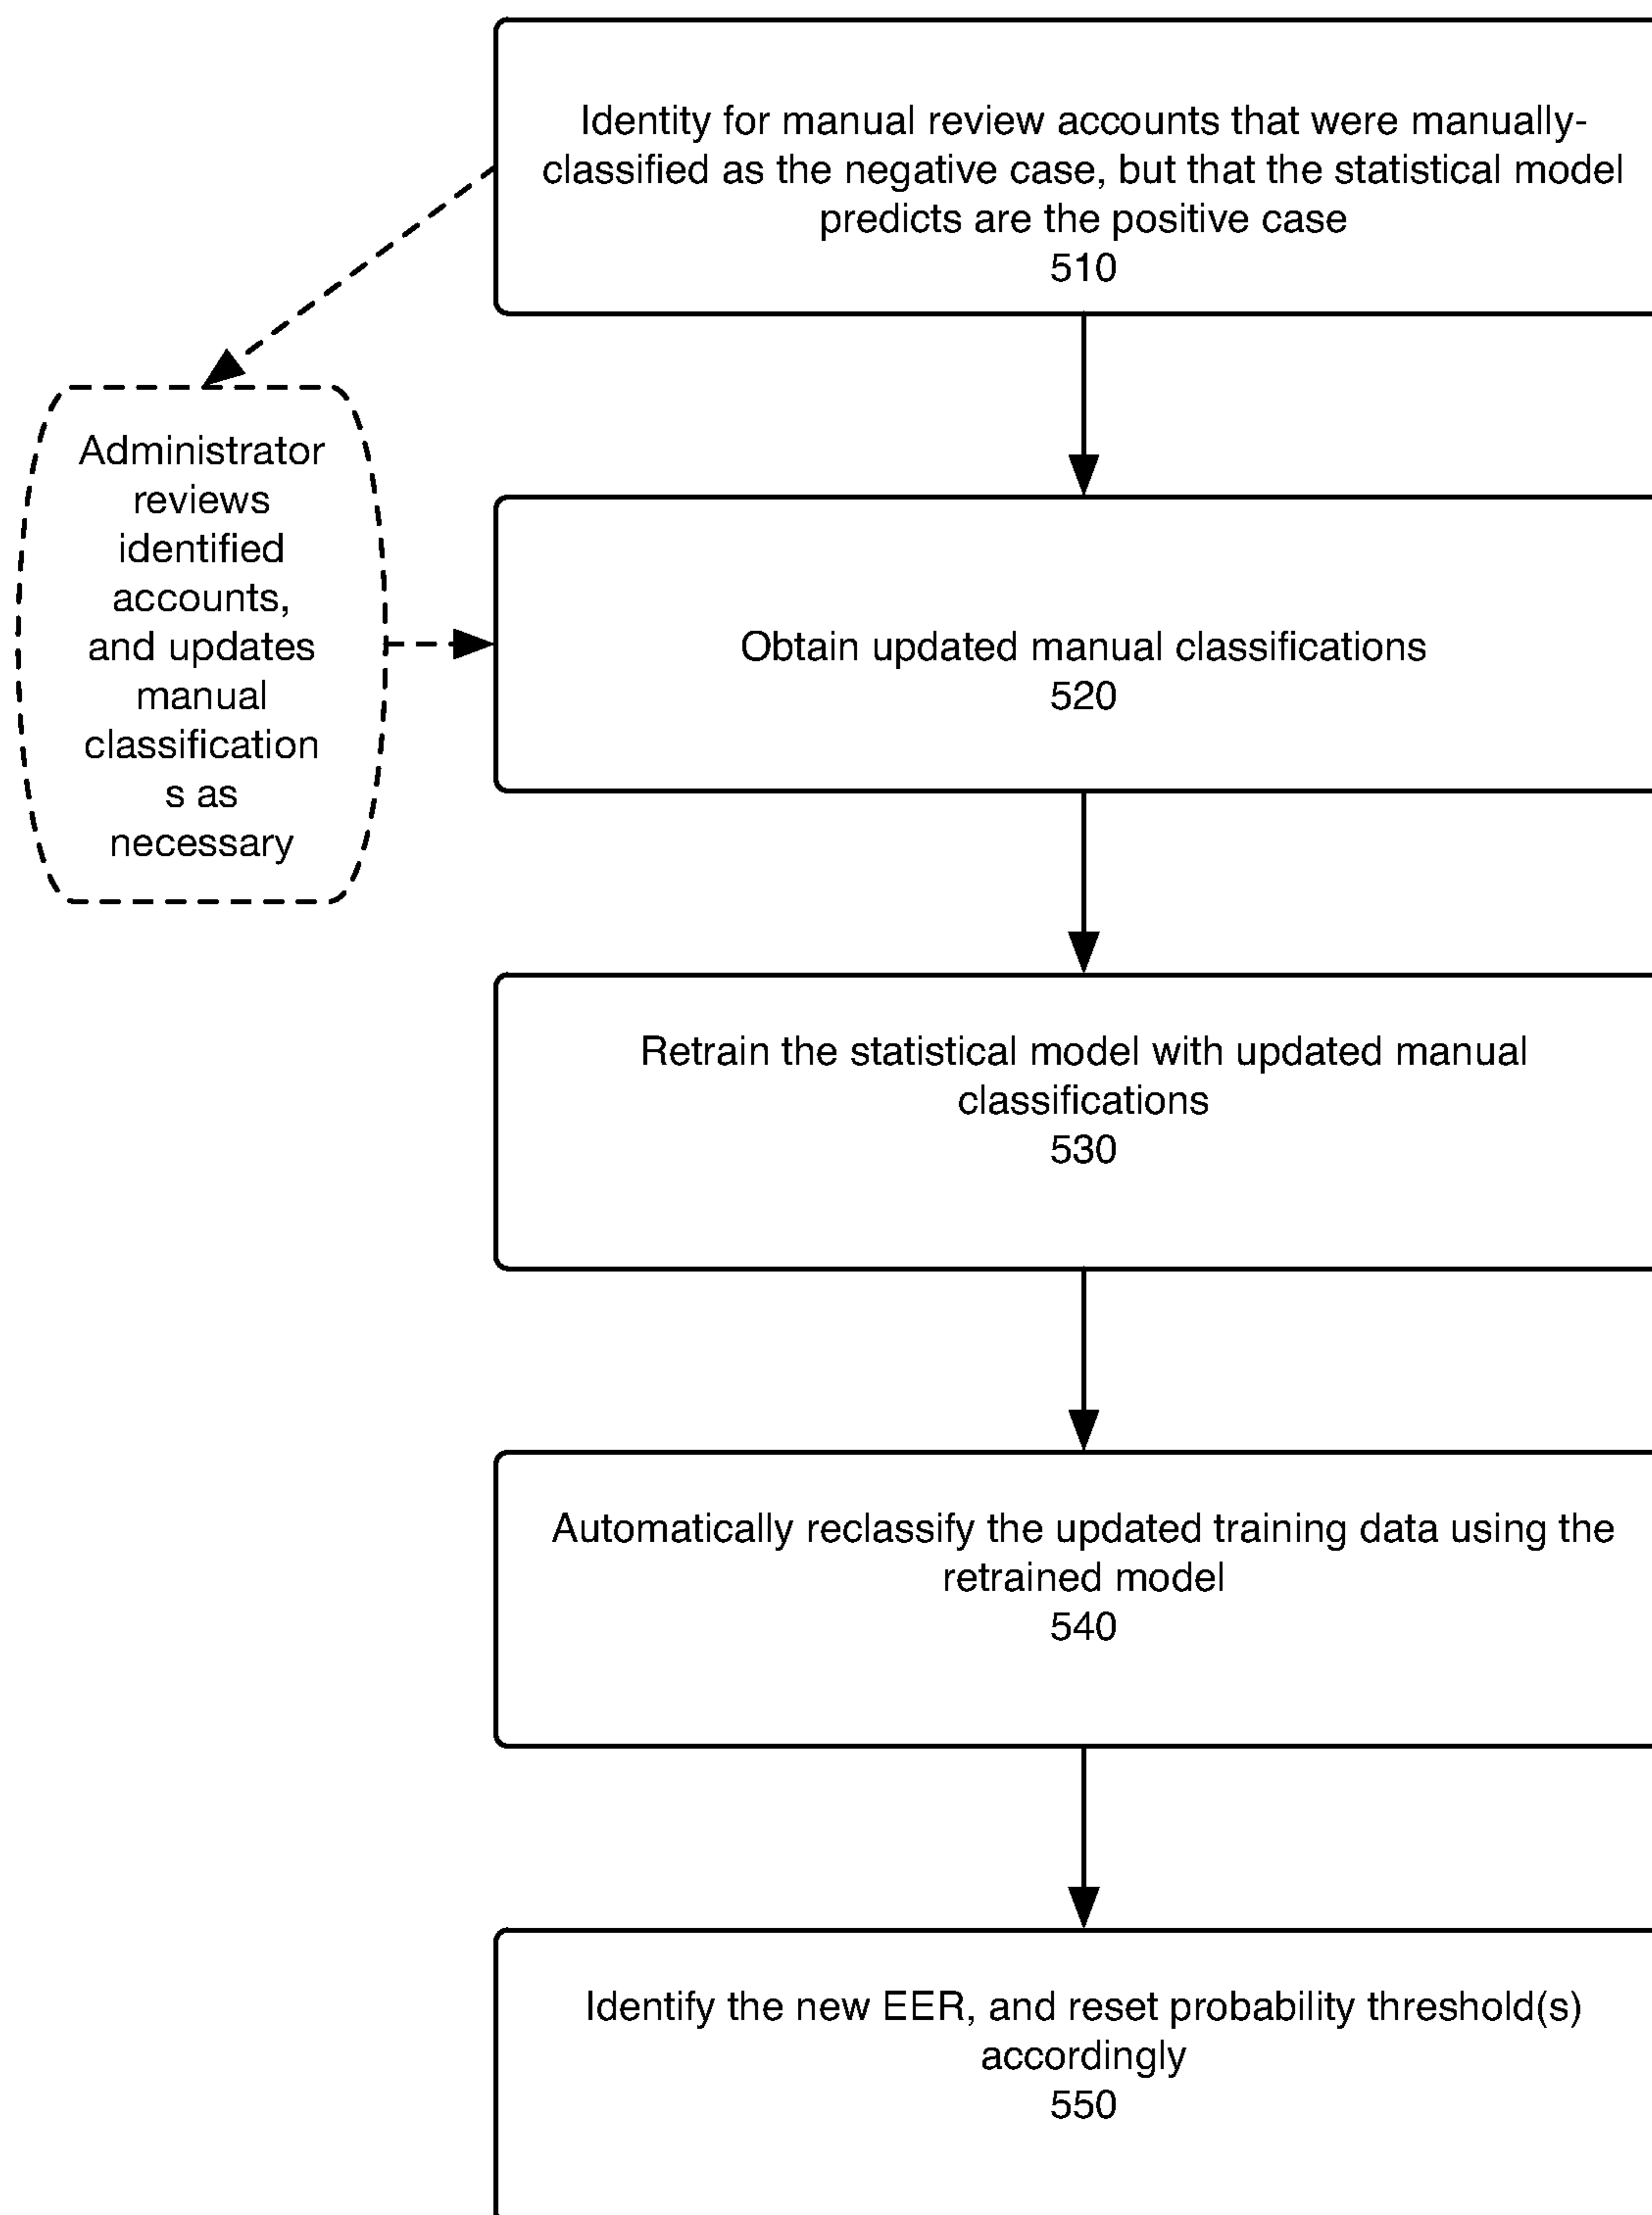 Identity for manual review accounts that were manually-
classified as the negative case, but that the statistical model
predicts are the positive case
510
Administrator
reviews
identified
accounts,
and updates
manual
classification
s as
necessary
Obtain updated manual classifications
520
Retrain the statistical model with updated manual
classifications
530
Automatically reclassify the updated training data using the
retrained model
540
Identify the new EER, and reset probability threshold(s)
accordingly
550